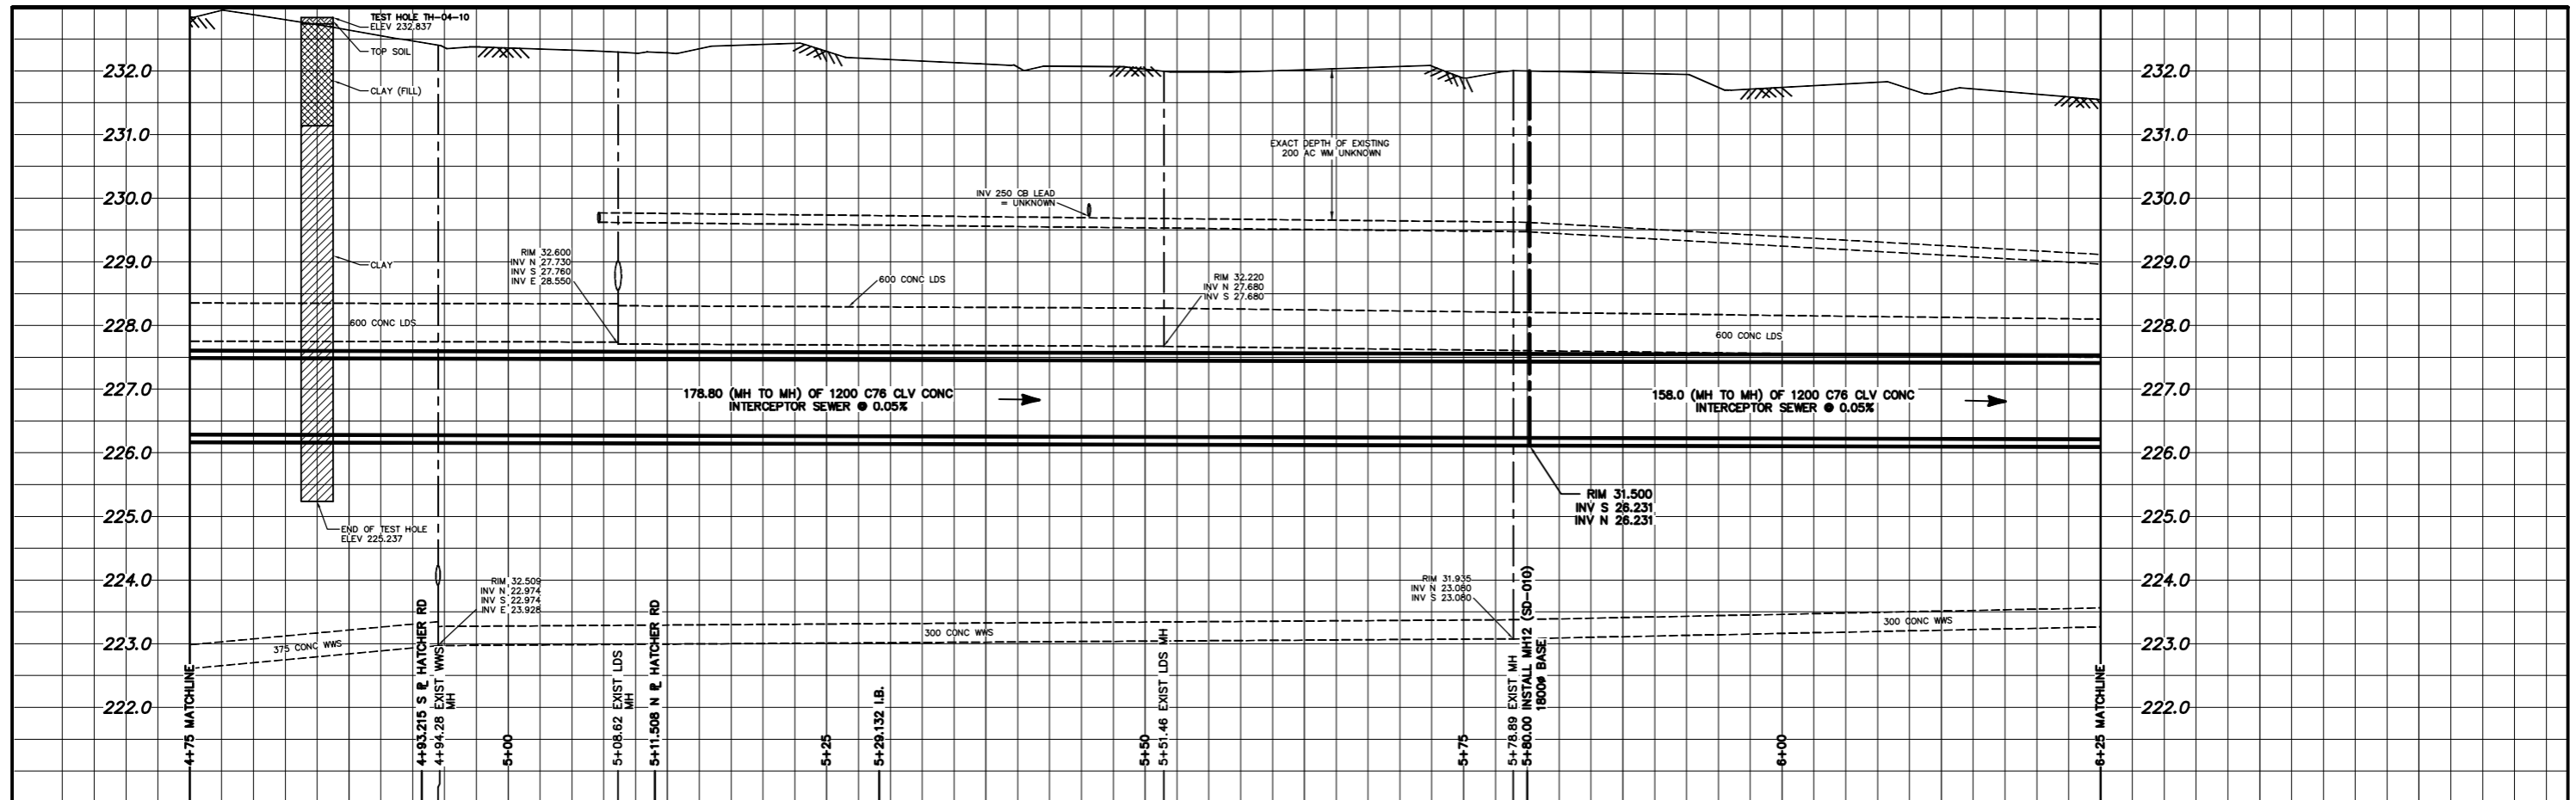 TEST HOLE TH-04-10
ELEV 232.837
TOP SOIL
CLAY (FILL)
CLAY
END OF TEST HOLE
ELEV 225.237
232.0
231.0
230.0
229.0
228.0
227.0
226.0
225.0
224.0
223.0
222.0
RIM 32.600
INV N 27.730
INV S 27.760
INV E 28.550
600 CONC LDS
600 CONC LDS
INV 250 CB LEAD
= UNKNOWN
RIM 32.220
INV N 27.680
INV S 27.680
EXACT DEPTH OF EXISTING
200 AC WM UNKNOWN
600 CONC LDS
178.80 (MH TO MH) OF 1200 C76 CLV CONC
INTERCEPTOR SEWER @ 0.05%
158.0 (MH TO MH) OF 1200 C76 CLV CONC
INTERCEPTOR SEWER @ 0.05%
RIM 31.500
INV S 26.231
INV N 26.231
RIM 32.509
INV N 22.974
INV S 22.974
INV E 23.928
RIM 31.935
INV N 23.080
INV S 23.080
375 CONC WWS
300 CONC WWS
300 CONC WWS
4+75 MATCHLINE
4+93.215 S PL HATCHER RD
4+94.28 EXIST WWS
MH
5+00
5+08.62 EXIST LDS
MH
5+11.508 N PL HATCHER RD
5+25
5+29.132 I.B.
5+50
5+51.46 EXIST LDS MH
5+75
5+78.89 EXIST MH
5+80.00 INSTALL MH12 (SD-010)
1800ø BASE
6+00
6+25 MATCHLINE
232.0
231.0
230.0
229.0
228.0
227.0
226.0
225.0
224.0
223.0
222.0